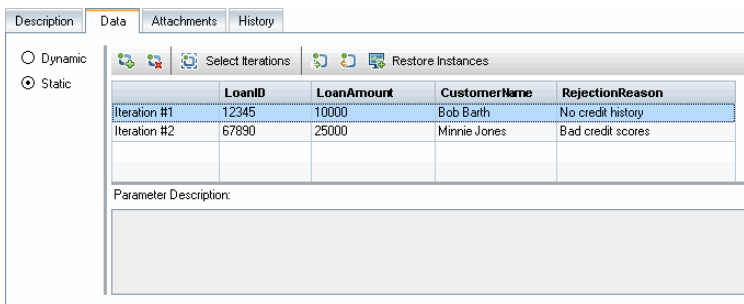 Description Data Attachments History
Dynamic
Static
Select Iterations Restore Instances
LoanID LoanAmount CustomerName RejectionReason
Iteration #1 12345 10000 Bob Barth No credit history
Iteration #2 67890 25000 Minnie Jones Bad credit scores
Parameter Description: